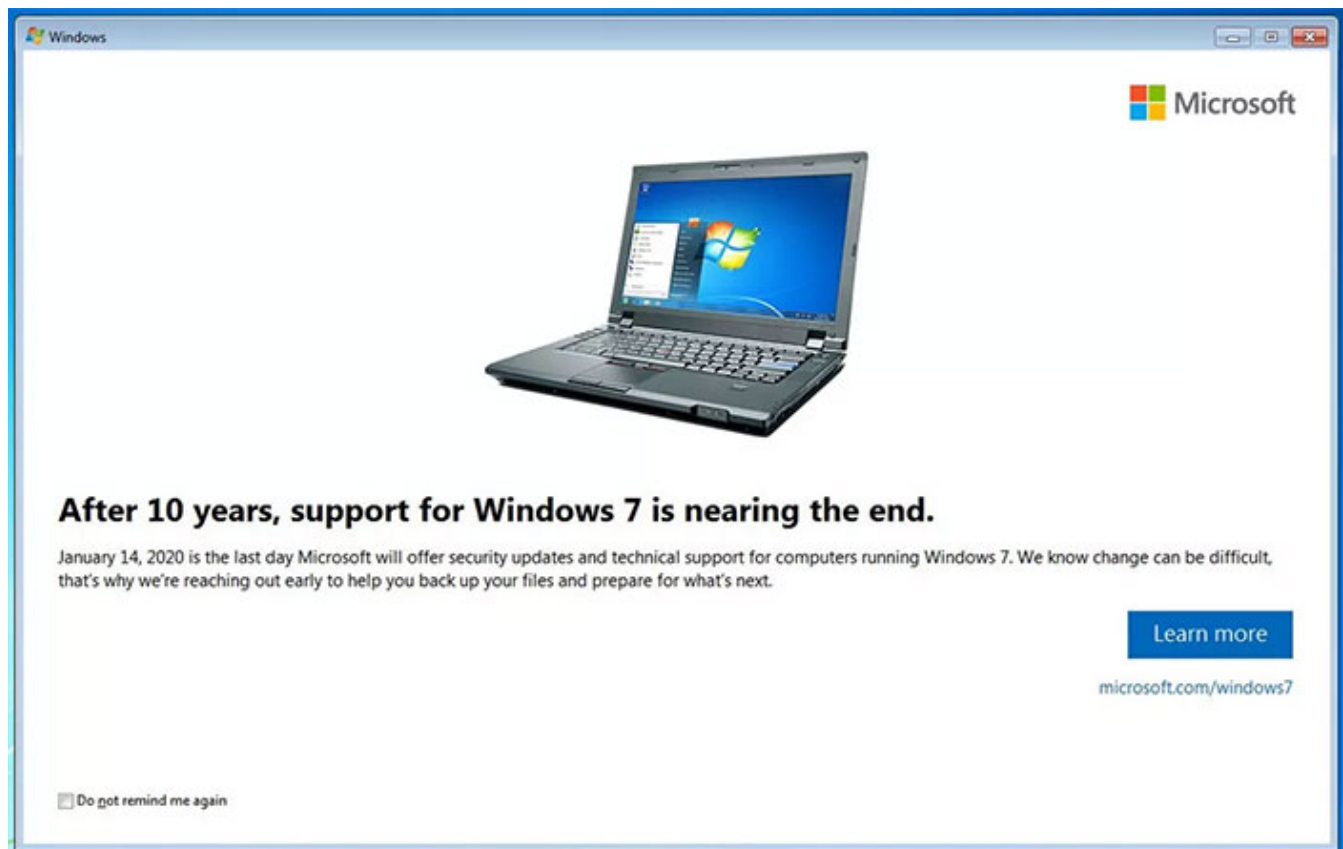 Windows
Microsoft
After 10 years, support for Windows 7 is nearing the end.
January 14, 2020 is the last day Microsoft will offer security updates and technical support for computers running Windows 7. We know change can be difficult,
that's why we're reaching out early to help you back up your files and prepare for what's next.
Learn more
microsoft.com/windows7
Do not remind me again